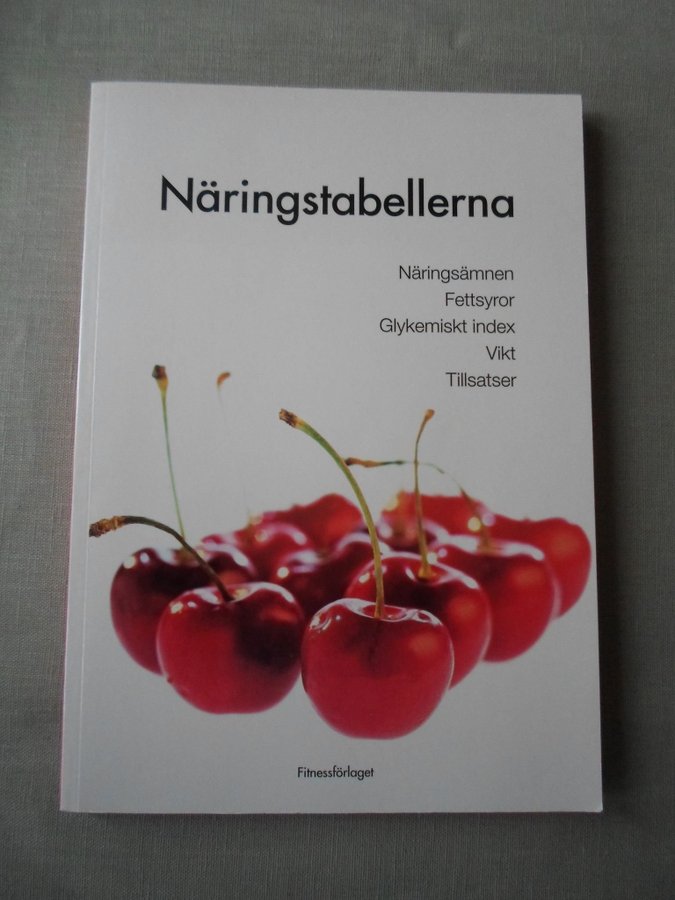 Näringstabellerna
Näringsämnen
Fettsyror
Glykemiskt index
Vikt
Tillsatser
Fitnessförlaget